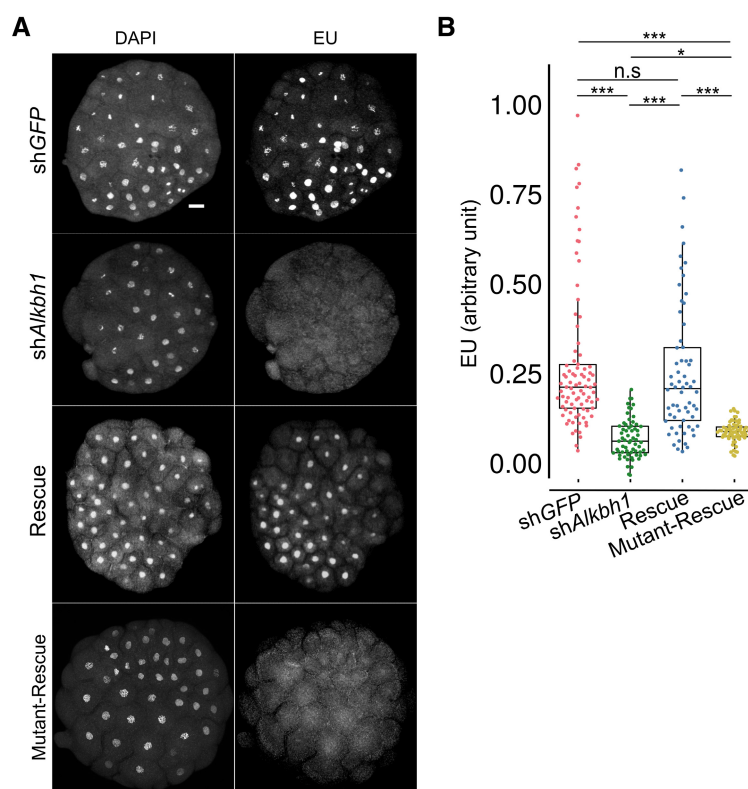 A
DAPI EU
shGFP
shAlkbh1
Rescue
Mutant-Rescue
B
***
*
n.s
*** *** ***
1.00
0.75
0.50
0.25
0.00
EU (arbitrary unit)
shGFP
shAlkbh1
Rescue
Mutant-Rescue